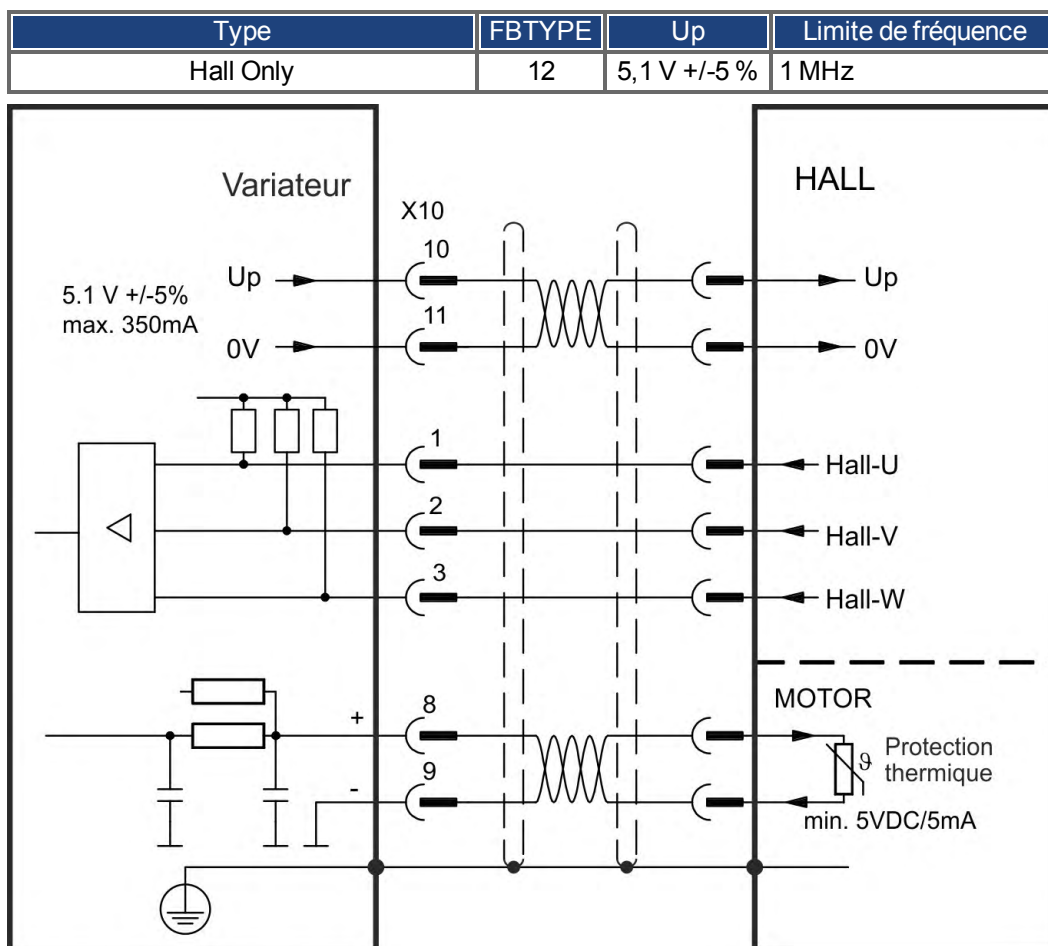 Type FBTYPE Up Limite de fréquence
Hall Only 12 5,1 V +/-5 % 1 MHz
Variateur
HALL
X10
10
Up
Up
5.1 V +/-5%
max. 350mA
11
0V
0V
1
Hall-U
2
Hall-V
3
Hall-W
MOTOR
8
+
Protection
thermique
ϑ
9
-
min. 5VDC/5mA